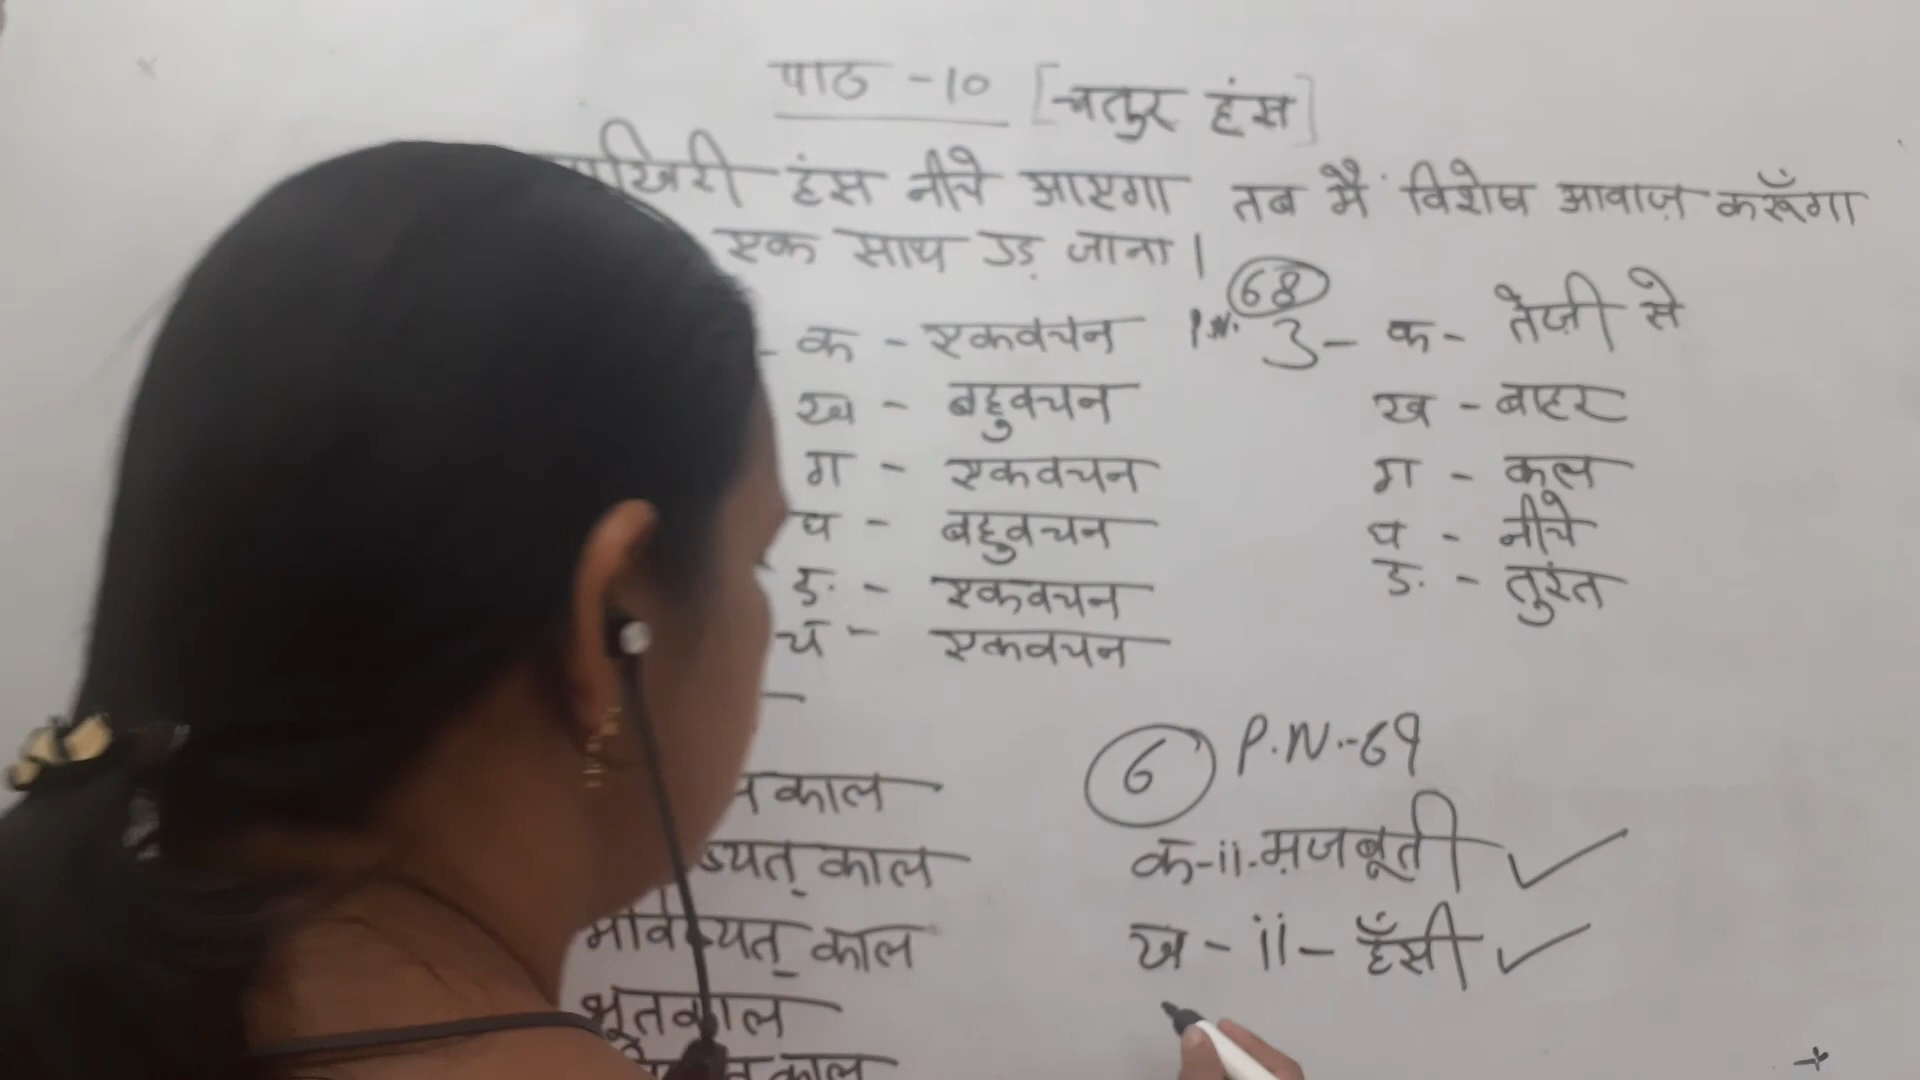 पाठ - 10 [चतुर हंस]
हंस नीचे आएगा तब मैं विशेष आवाज़ करूँगा
एक साथ उड़ जाना।
68
क - एकवचन P.N. 3- क- तेज़ी से
ख - बहुवचन ख - बाहर
ग - एकवचन ग - कल
घ - बहुवचन घ - नीचे
ङ - एकवचन ङ - तुरंत
च - एकवचन
6 P.N.-69
काल
काल क-ii-मज़बूती ✓
भविष्यत् काल ख - ii - हँसी ✓
भूतकाल
काल